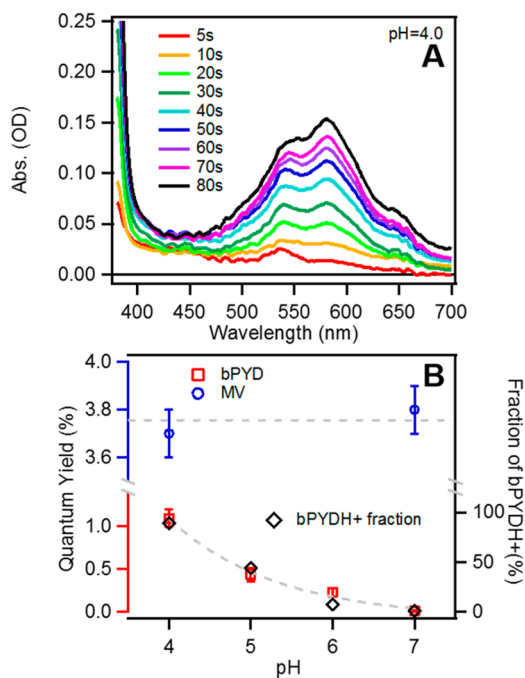 0.25
0.20
0.15
0.10
0.05
0.00
Abs. (OD)
5s
10s
20s
30s
40s
50s
60s
70s
80s
pH=4.0
A
400
450
500
550
600
650
700
Wavelength (nm)
4.0
3.8
3.6
1.0
0.5
0.0
Quantum Yield (%)
bPYD
MV
B
bPYDH+ fraction
100
50
0
Fraction of bPYDH+(%)
4
5
6
7
pH